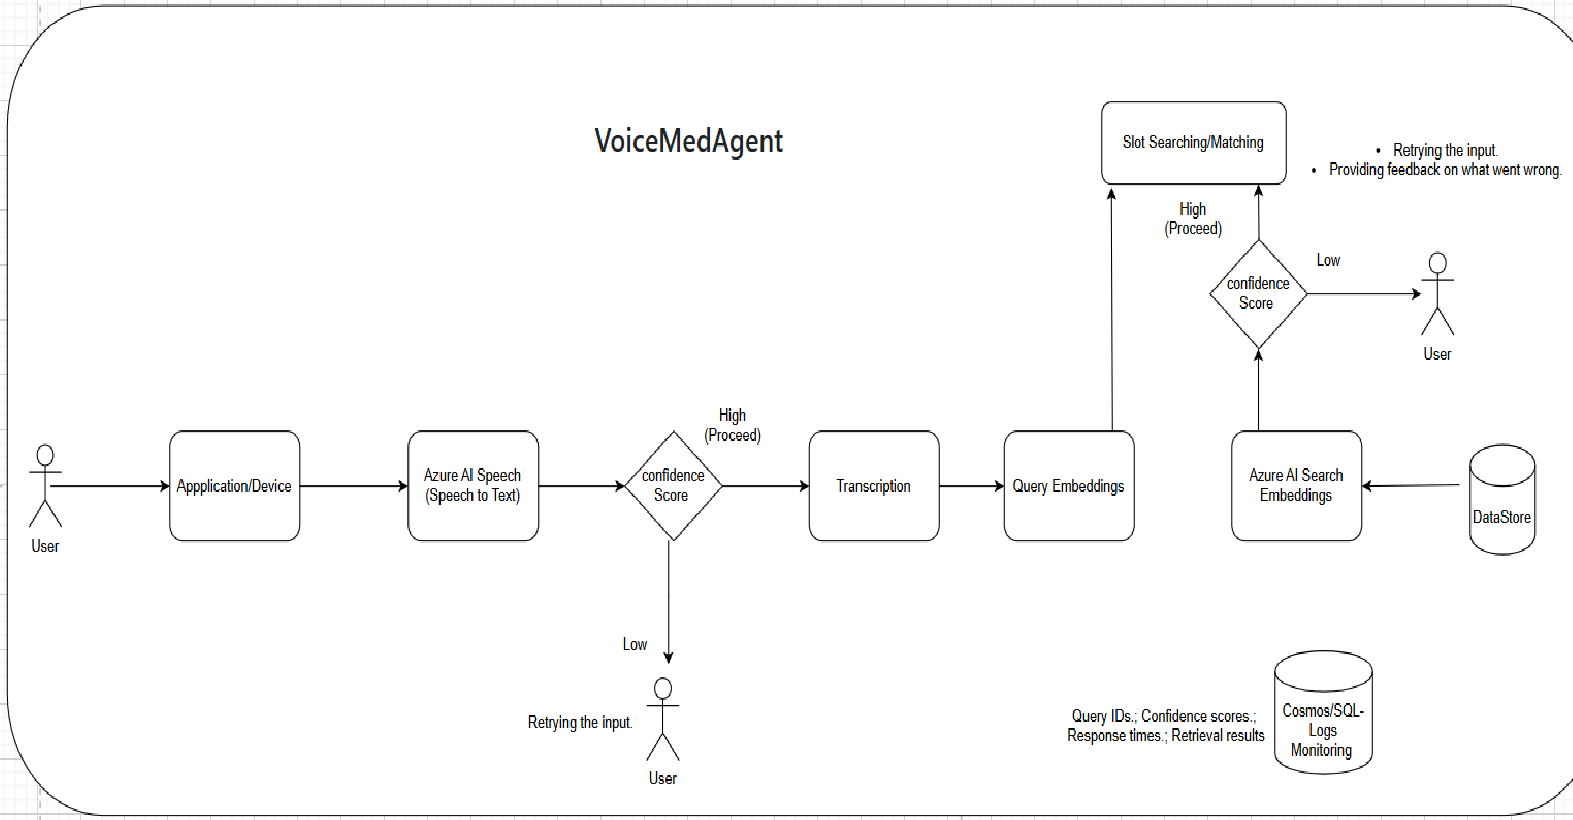 VoiceMedAgent
Slot Searching/Matching
• Retrying the input.
• Providing feedback on what went wrong.
High
(Proceed)
confidence
Score
Low
User
High
(Proceed)
User
Appplication/Device
Azure AI Speech
(Speech to Text)
confidence
Score
Transcription
Query Embeddings
Azure AI Search
Embeddings
DataStore
Low
Retrying the input.
User
Query IDs.; Confidence scores.;
Response times.; Retrieval results
Cosmos/SQL-
Logs
Monitoring